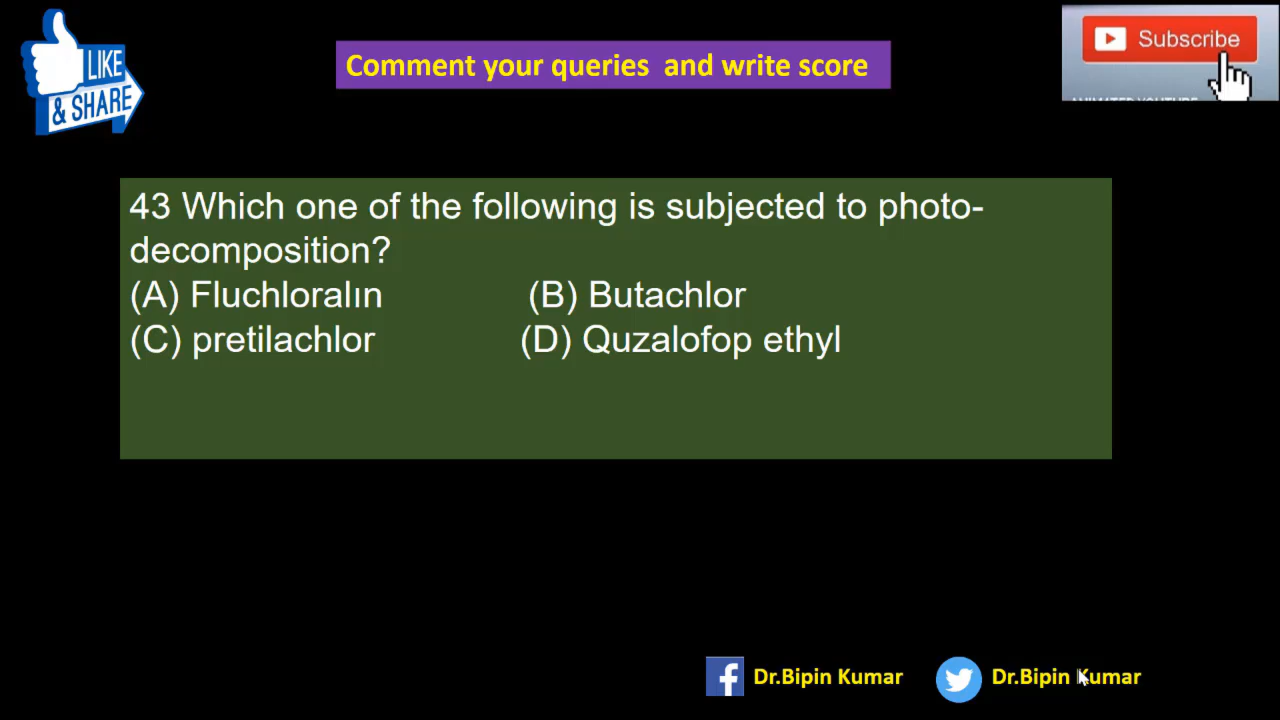 LIKE
& SHARE
Comment your queries and write score
Subscribe
43 Which one of the following is subjected to photo-
decomposition?
(A) Fluchloralın (B) Butachlor
(C) pretilachlor (D) Quzalofop ethyl
Dr.Bipin Kumar Dr.Bipin Kumar